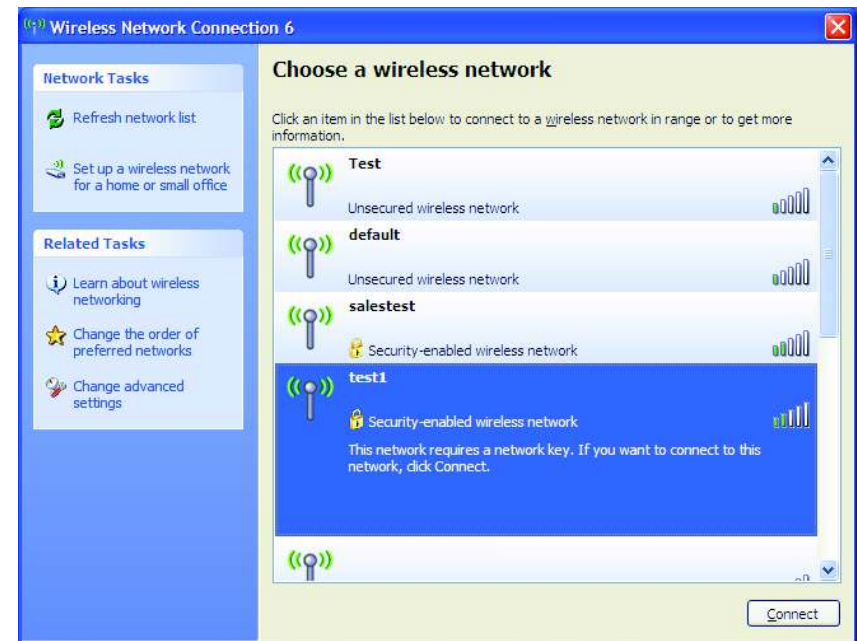 Wireless Network Connection 6
Network Tasks
Refresh network list
Set up a wireless network
for a home or small office
Related Tasks
Learn about wireless
networking
Change the order of
preferred networks
Change advanced
settings
Choose a wireless network
Click an item in the list below to connect to a wireless network in range or to get more
information.
Test
Unsecured wireless network
default
Unsecured wireless network
salestest
Security-enabled wireless network
test1
Security-enabled wireless network
This network requires a network key. If you want to connect to this
network, click Connect.
Connect